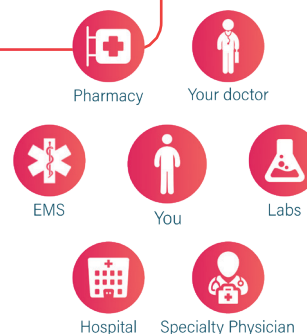 Pharmacy
Your doctor
EMS
You
Labs
Hospital
Specialty Physician